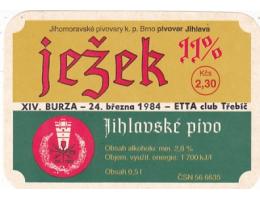 Jihomoravské pivovary k. p. Brno pivovar Jihlava
ježek 11%
Kčs
2,30
XIV. BURZA – 24. března 1984 – ETTA club Třebíč
Jihlavské pivo
Obsah alkoholu: min. 2,8 %
Objem. využit. energie: 1 700 kJ/l
Obsah 0,5 l
ČSN 56 6635